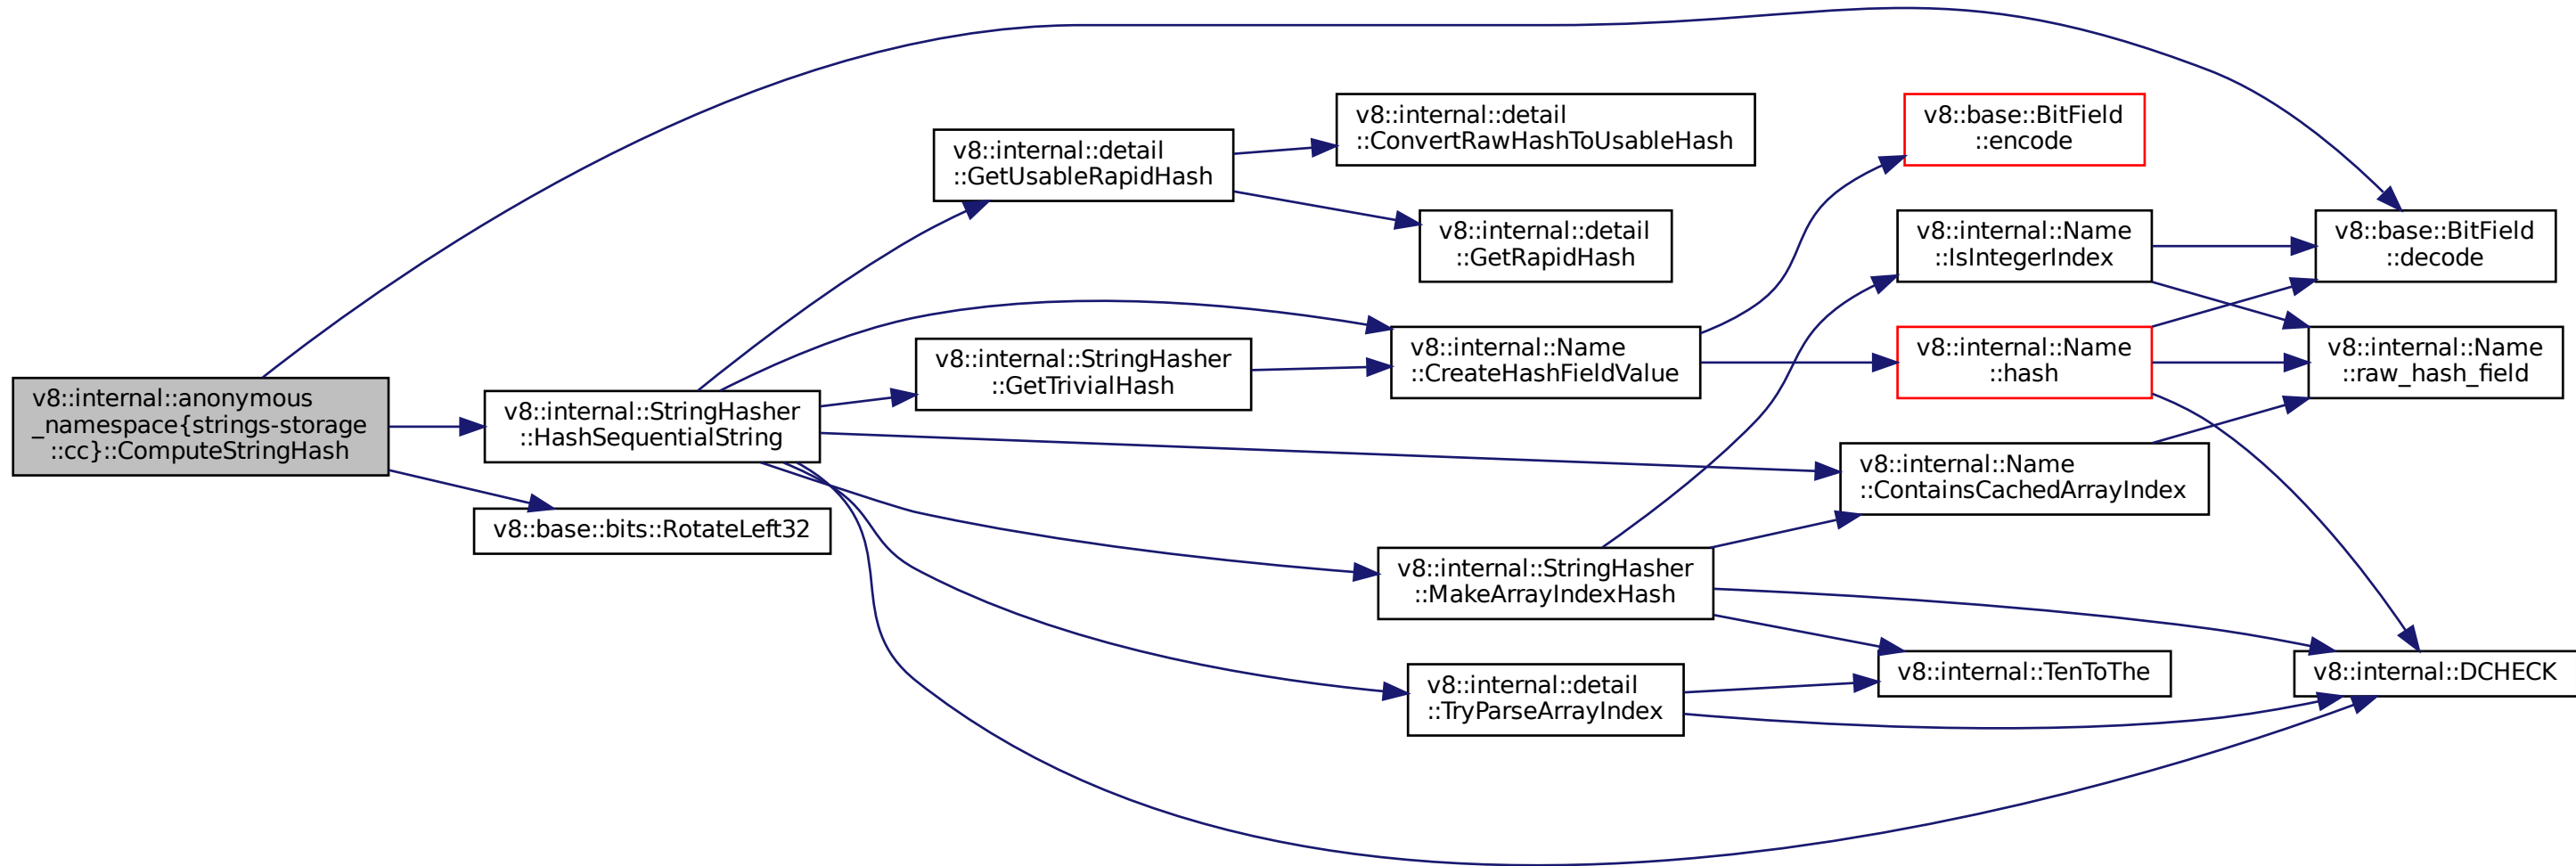 v8::internal::anonymous
_namespace{strings-storage
::cc}::ComputeStringHash
v8::internal::StringHasher
::HashSequentialString
v8::base::bits::RotateLeft32
v8::internal::detail
::GetUsableRapidHash
v8::internal::StringHasher
::GetTrivialHash
v8::internal::detail
::ConvertRawHashToUsableHash
v8::internal::detail
::GetRapidHash
v8::internal::Name
::CreateHashFieldValue
v8::internal::StringHasher
::MakeArrayIndexHash
v8::internal::detail
::TryParseArrayIndex
v8::base::BitField
::encode
v8::internal::Name
::IsIntegerIndex
v8::internal::Name
::hash
v8::internal::Name
::ContainsCachedArrayIndex
v8::internal::TenToThe
v8::base::BitField
::decode
v8::internal::Name
::raw_hash_field
v8::internal::DCHECK